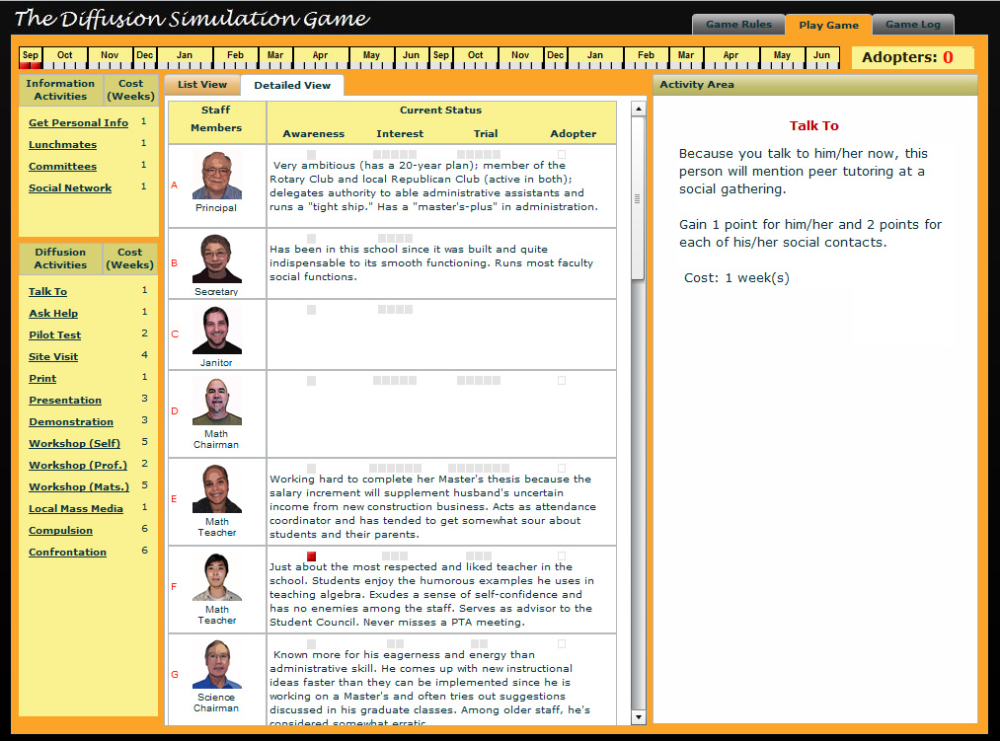 The Diffusion Simulation Game
Game Rules
Play Game
Game Log
Sep Oct Nov Dec Jan Feb Mar Apr May Jun Sep Oct Nov Dec Jan Feb Mar Apr May Jun
Adopters: 0
Information Activities
Cost (Weeks)
Get Personal Info 1
Lunchmates 1
Committees 1
Social Network 1
Diffusion Activities
Cost (Weeks)
Talk To 1
Ask Help 1
Pilot Test 2
Site Visit 4
Print 1
Presentation 3
Demonstration 3
Workshop (Self) 5
Workshop (Prof.) 2
Workshop (Mats.) 5
Local Mass Media 1
Compulsion 6
Confrontation 6
List View
Detailed View
Staff Members
Current Status
Awareness Interest Trial Adopter
A
Principal
Very ambitious (has a 20-year plan); member of the
Rotary Club and local Republican Club (active in both);
delegates authority to able administrative assistants and
runs a "tight ship." Has a "master's-plus" in administration.
B
Secretary
Has been in this school since it was built and quite
indispensable to its smooth functioning. Runs most faculty
social functions.
C
Janitor
D
Math
Chairman
E
Math
Teacher
Working hard to complete her Master's thesis because the
salary increment will supplement husband's uncertain
income from new construction business. Acts as attendance
coordinator and has tended to get somewhat sour about
students and their parents.
F
Math
Teacher
Just about the most respected and liked teacher in the
school. Students enjoy the humorous examples he uses in
teaching algebra. Exudes a sense of self-confidence and
has no enemies among the staff. Serves as advisor to the
Student Council. Never misses a PTA meeting.
G
Science
Chairman
Known more for his eagerness and energy than
administrative skill. He comes up with new instructional
ideas faster than they can be implemented since he is
working on a Master's and often tries out suggestions
discussed in his graduate classes. Among older staff, he's
considered somewhat erratic
Activity Area
Talk To
Because you talk to him/her now, this
person will mention peer tutoring at a
social gathering.
Gain 1 point for him/her and 2 points for
each of his/her social contacts.
Cost: 1 week(s)